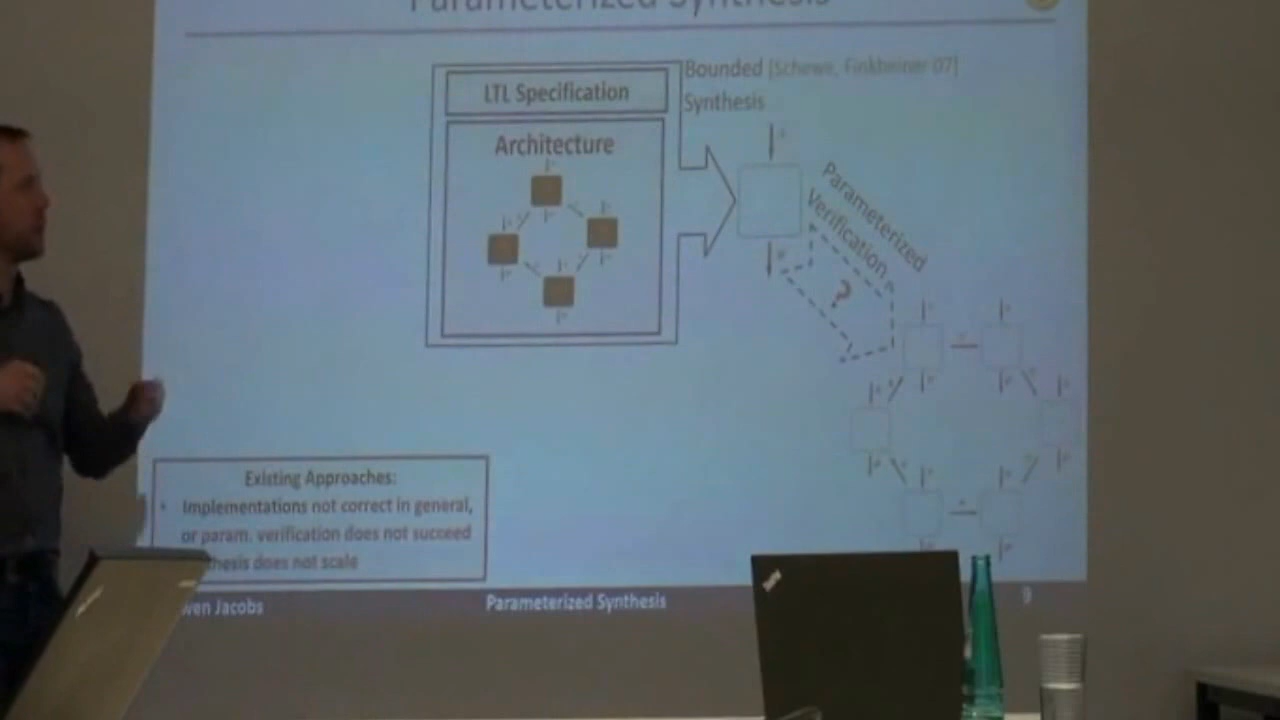 Parameterized Synthesis
Bounded [Schewe, Finkbeiner 07]
Synthesis
LTL Specification
Architecture
Parameterized
Verification
?
Existing Approaches:
Implementations not correct in general,
or param. verification does not succeed
thesis does not scale
wen Jacobs
Parameterized Synthesis
9